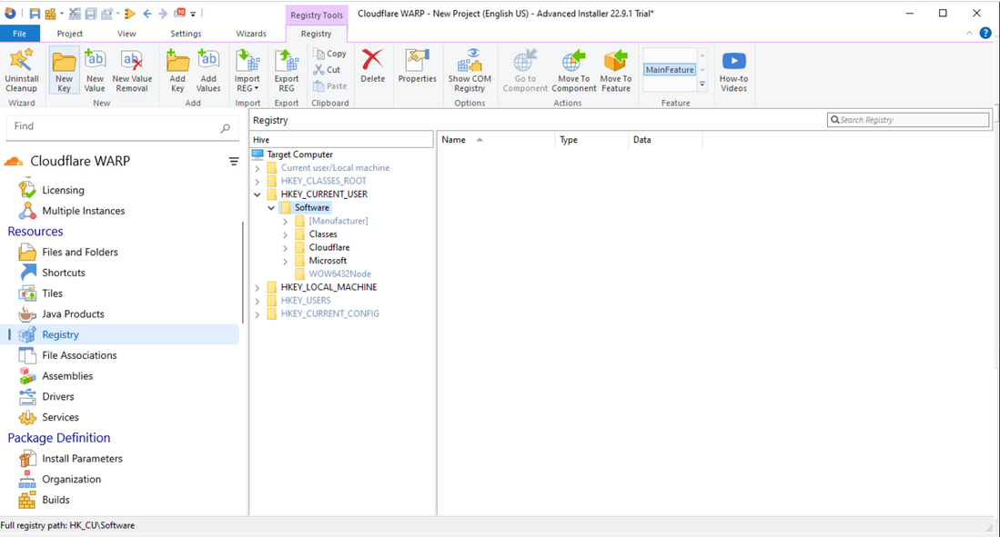 Registry Tools
Cloudflare WARP - New Project (English US) - Advanced Installer 22.9.1 Trial*
File Project View Settings Wizards Registry
Uninstall Cleanup
Wizard
New Key
New Value
New Value Removal
New
Add Key
Add Values
Add
Import REG
Import
Export REG
Export
Copy
Cut
Paste
Clipboard
Delete
Properties
Show COM Registry
Options
Go to Component
Move To Component
Move To Feature
Actions
MainFeature
Feature
How-to Videos
Find
Cloudflare WARP
Licensing
Multiple Instances
Resources
Files and Folders
Shortcuts
Tiles
Java Products
Registry
File Associations
Assemblies
Drivers
Services
Package Definition
Install Parameters
Organization
Builds
Registry
Search Registry
Hive
Target Computer
Current user/Local machine
HKEY_CLASSES_ROOT
HKEY_CURRENT_USER
Software
[Manufacturer]
Classes
Cloudflare
Microsoft
WOW6432Node
HKEY_LOCAL_MACHINE
HKEY_USERS
HKEY_CURRENT_CONFIG
Name Type Data
Full registry path: HK_CU\Software